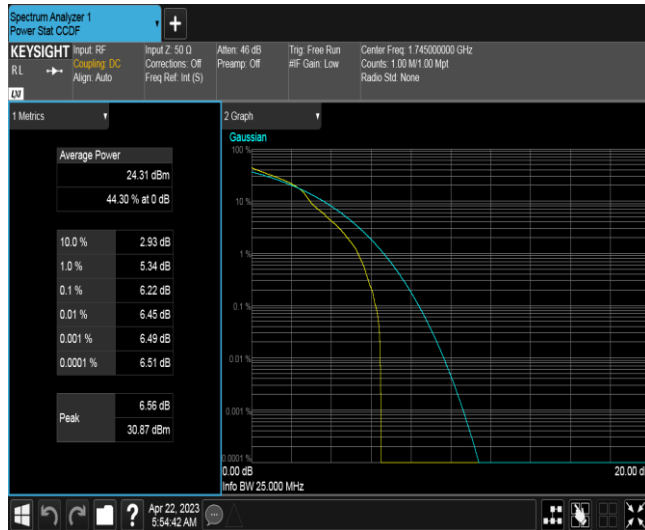 Spectrum Analyzer 1
Power Stat CCDF
+
KEYSIGHT
RL
LXI
Input: RF
Coupling: DC
Align: Auto
Input Z: 50 Ω
Corrections: Off
Freq Ref: Int (S)
Atten: 46 dB
Preamp: Off
Trig: Free Run
#IF Gain: Low
Center Freq: 1.745000000 GHz
Counts: 1.00 M/1.00 Mpt
Radio Std: None
1 Metrics
Average Power
24.31 dBm
44.30 % at 0 dB
10.0 % 2.93 dB
1.0 % 5.34 dB
0.1 % 6.22 dB
0.01 % 6.45 dB
0.001 % 6.49 dB
0.0001 % 6.51 dB
Peak
6.56 dB
30.87 dBm
2 Graph
Gaussian
100 %
10 %
1 %
0.1 %
0.01 %
0.001 %
0.0001 %
0.00 dB
20.00 d
Info BW 25.000 MHz
?
Apr 22, 2023
5:54:42 AM